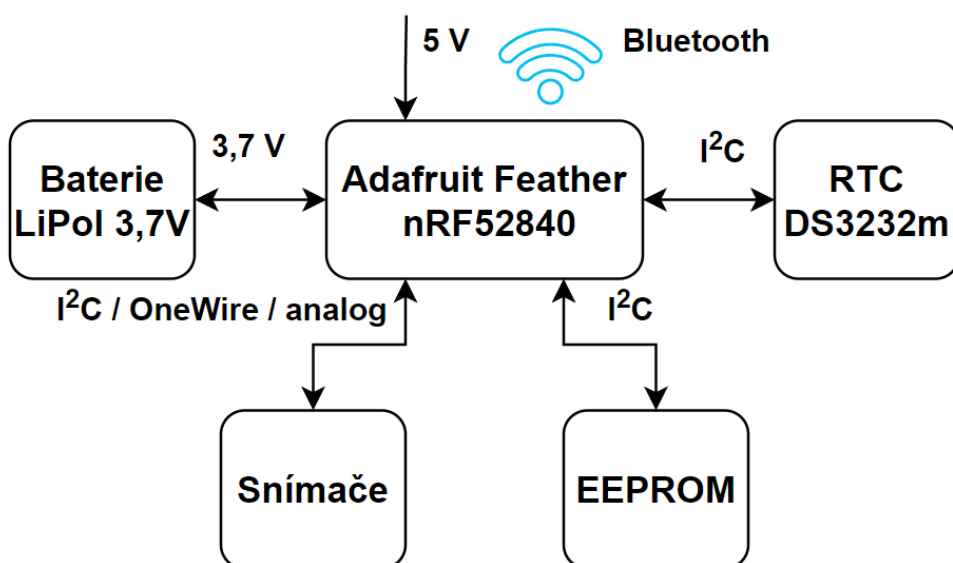 5 V
Bluetooth
3,7 V
I²C
Baterie
LiPol 3,7V
Adafruit Feather
nRF52840
RTC
DS3232m
I²C / OneWire / analog
I²C
Snímače
EEPROM